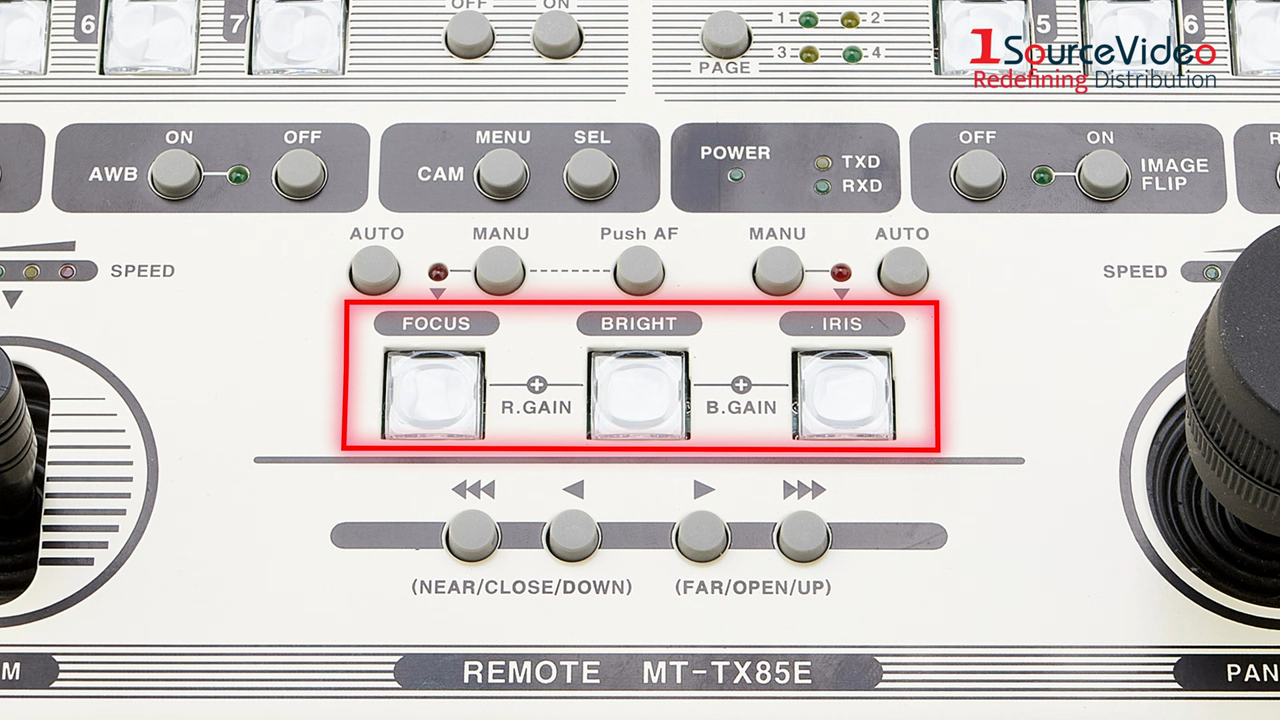 OFF ON
6 7
1 2
3 4
PAGE
5 6
1SourceVideo
Redefining Distribution
AWB ON OFF
CAM MENU SEL
POWER
TXD
RXD
OFF ON
IMAGE
FLIP
SPEED
AUTO MANU Push AF MANU AUTO
SPEED
FOCUS BRIGHT IRIS
R.GAIN B.GAIN
(NEAR/CLOSE/DOWN) (FAR/OPEN/UP)
REMOTE MT-TX85E